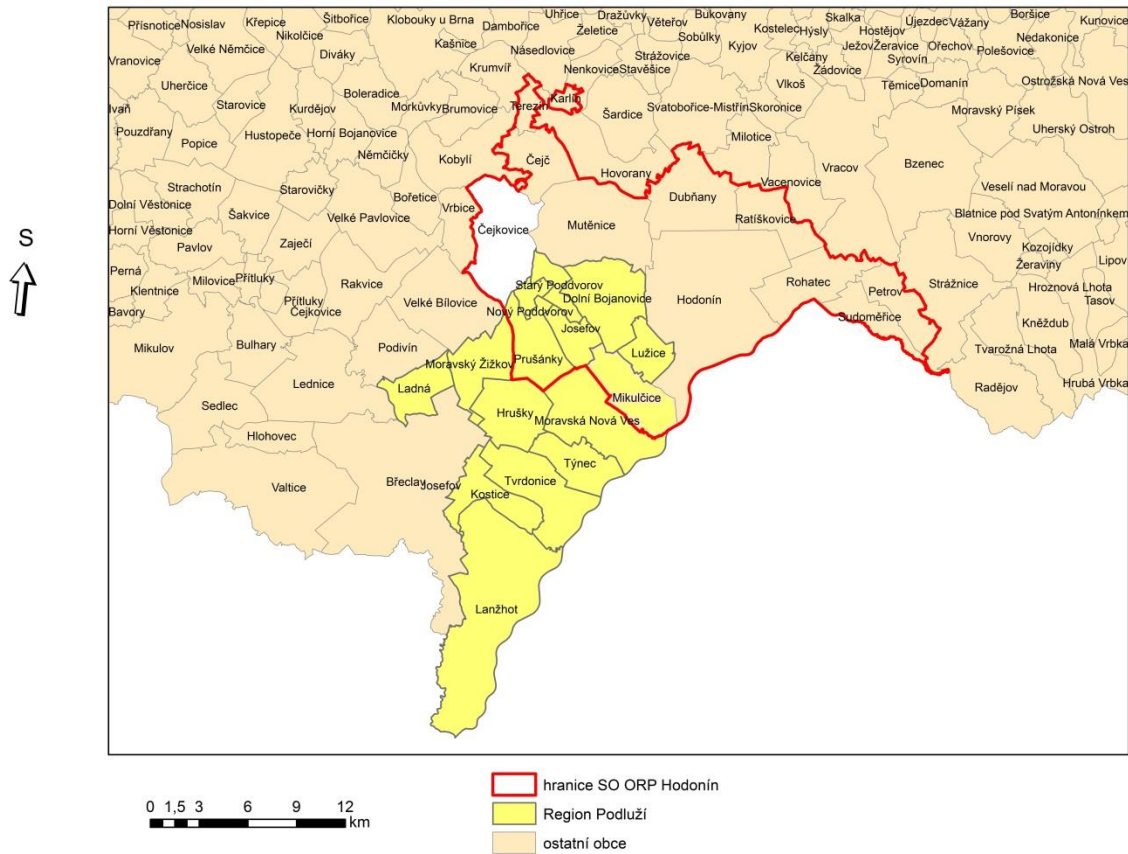 Přísnotice
Nosislav
Křepice
Šitbořice
Klobouky u Brna
Dambořice
Uhřice
Dražůvky
Bukovany
Kostelec
Skalka
Hostějov
Újezdec
Vážany
Boršice
Kunovice
Vranovice
Velké Němčice
Nikolčice
Diváky
Kašnice
Násedlovice
Želetice
Věteřov
Sobůlky
Kyjov
Hýsly
Kelčany
Ježov
Žeravice
Ořechov
Nedakonice
Polešovice
Uherčice
Boleradice
Krumvíř
Nenkovice
Strážovice
Stavěšice
Žádovice
Syrovín
Ostrožská Nová Ves
Ivaň
Starovice
Kurdějov
Morkůvky
Brumovice
Terezín
Karlín
Šardice
Svatobořice-Mistřín
Skoronice
Vlkoš
Těmice
Domanín
Moravský Písek
Pouzdřany
Popice
Hustopeče
Horní Bojanovice
Milotice
Uherský Ostroh
Němčičky
Kobylí
Čejč
Hovorany
Vacenovice
Vracov
Bzenec
Strachotín
Starovičky
Bořetice
Dubňany
Veselí nad Moravou
Dolní Věstonice
Šakvice
Velké Pavlovice
Vrbice
Čejkovice
Mutěnice
Ratíškovice
Blatnice pod Svatým Antonínkem
Horní Věstonice
Pavlov
Zaječí
Vnorovy
Kozojídky
Žeraviny
Lipov
Perná
Klentnice
Milovice
Přítluky
Rakvice
Starý Poddvorov
Dolní Bojanovice
Hodonín
Rohatec
Petrov
Strážnice
Hroznová Lhota
Tasov
Bavory
Přítluky
Čejkovice
Velké Bílovice
Nový Poddvorov
Josefov
Sudoměřice
Kněždub
Mikulov
Bulhary
Podivín
Moravský Žižkov
Prušánky
Lužice
Tvarožná Lhota
Malá Vrbka
Lednice
Ladná
Mikulčice
Radějov
Hrubá Vrbka
Sedlec
Hrušky
Moravská Nová Ves
Hlohovec
Týnec
Valtice
Břeclav
Josefov
Tvrdonice
Kostice
Lanžhot
S
0 1,5 3 6 9 12
km
hranice SO ORP Hodonín
Region Podluží
ostatní obce